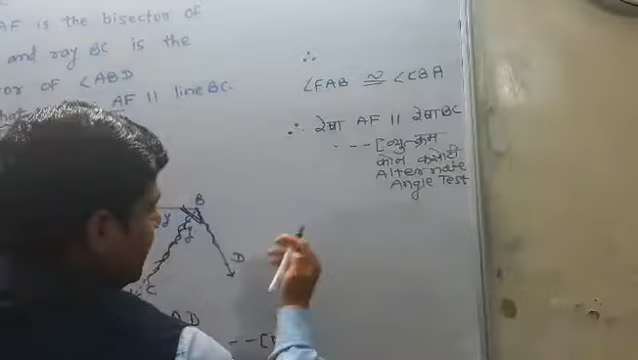 AF is the bisector of
and ray BC is the
of ∠ABD
AF || line BC.
∴
∠FAB ≅ ∠CBA
∴ रेषा AF || रेषा BC
---[व्युत्क्रम
कोन कसोटी
Alternate
Angle Test
B
y
y
D
C
--[